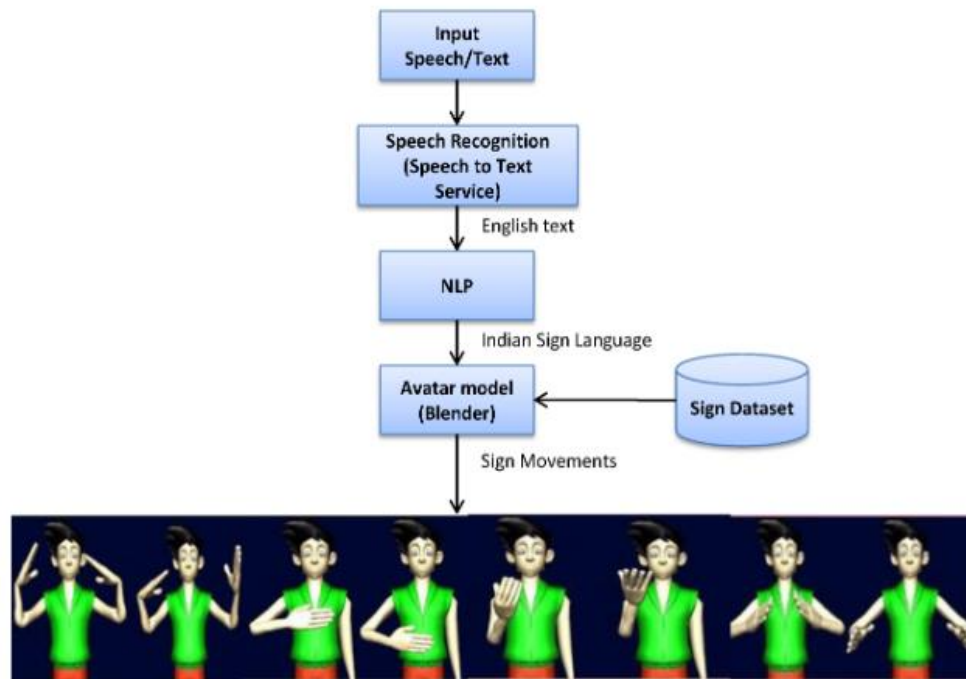 Input
Speech/Text
Speech Recognition
(Speech to Text
Service)
English text
NLP
Indian Sign Language
Avatar model
(Blender)
Sign Dataset
Sign Movements